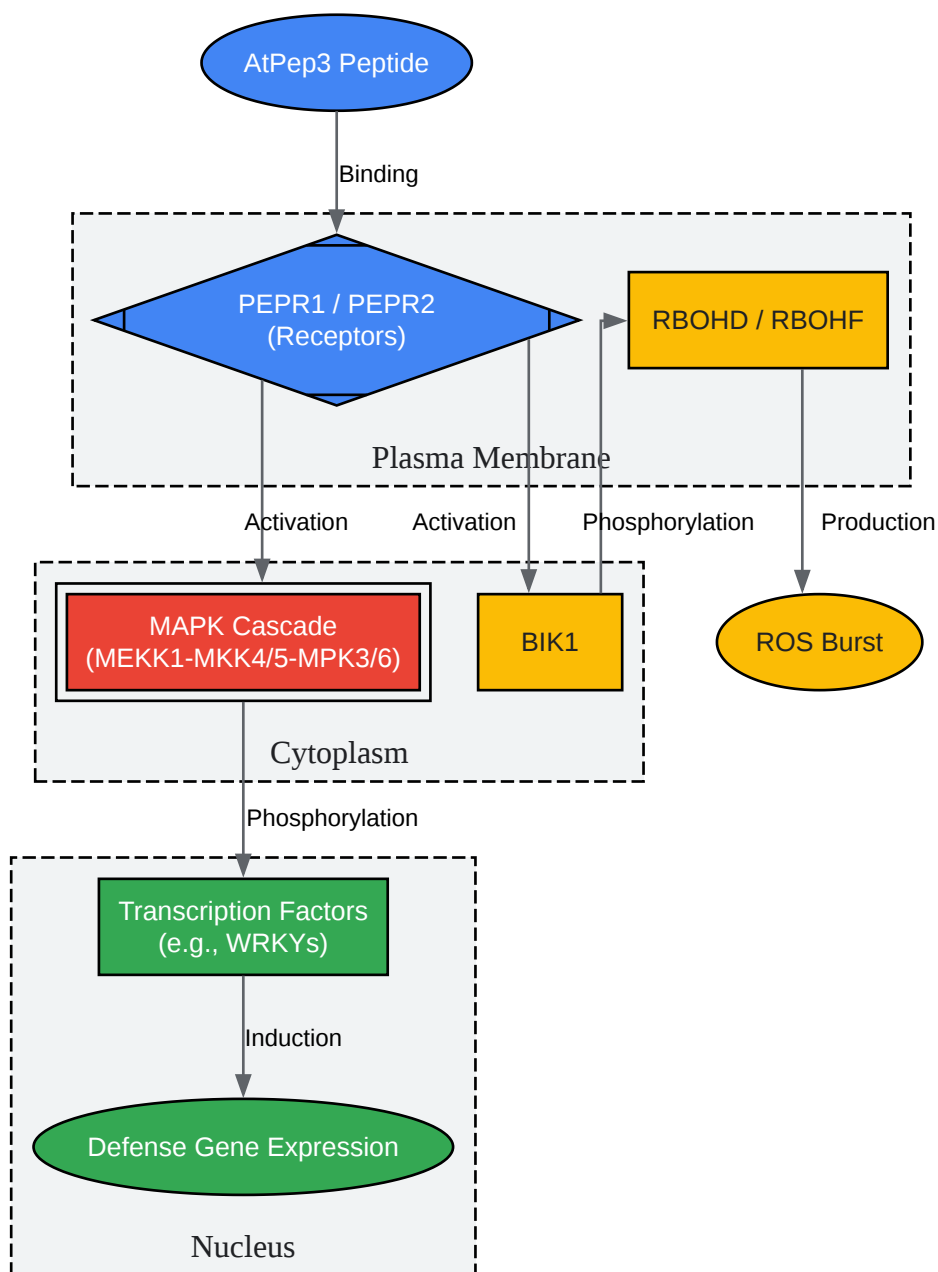 AtPep3 Peptide
Binding
PEPR1 / PEPR2
(Receptors)
RBOHD / RBOHF
Plasma Membrane
Activation
Activation
Phosphorylation
Production
MAPK Cascade
(MEKK1-MKK4/5-MPK3/6)
BIK1
ROS Burst
Cytoplasm
Phosphorylation
Transcription Factors
(e.g., WRKYs)
Induction
Defense Gene Expression
Nucleus